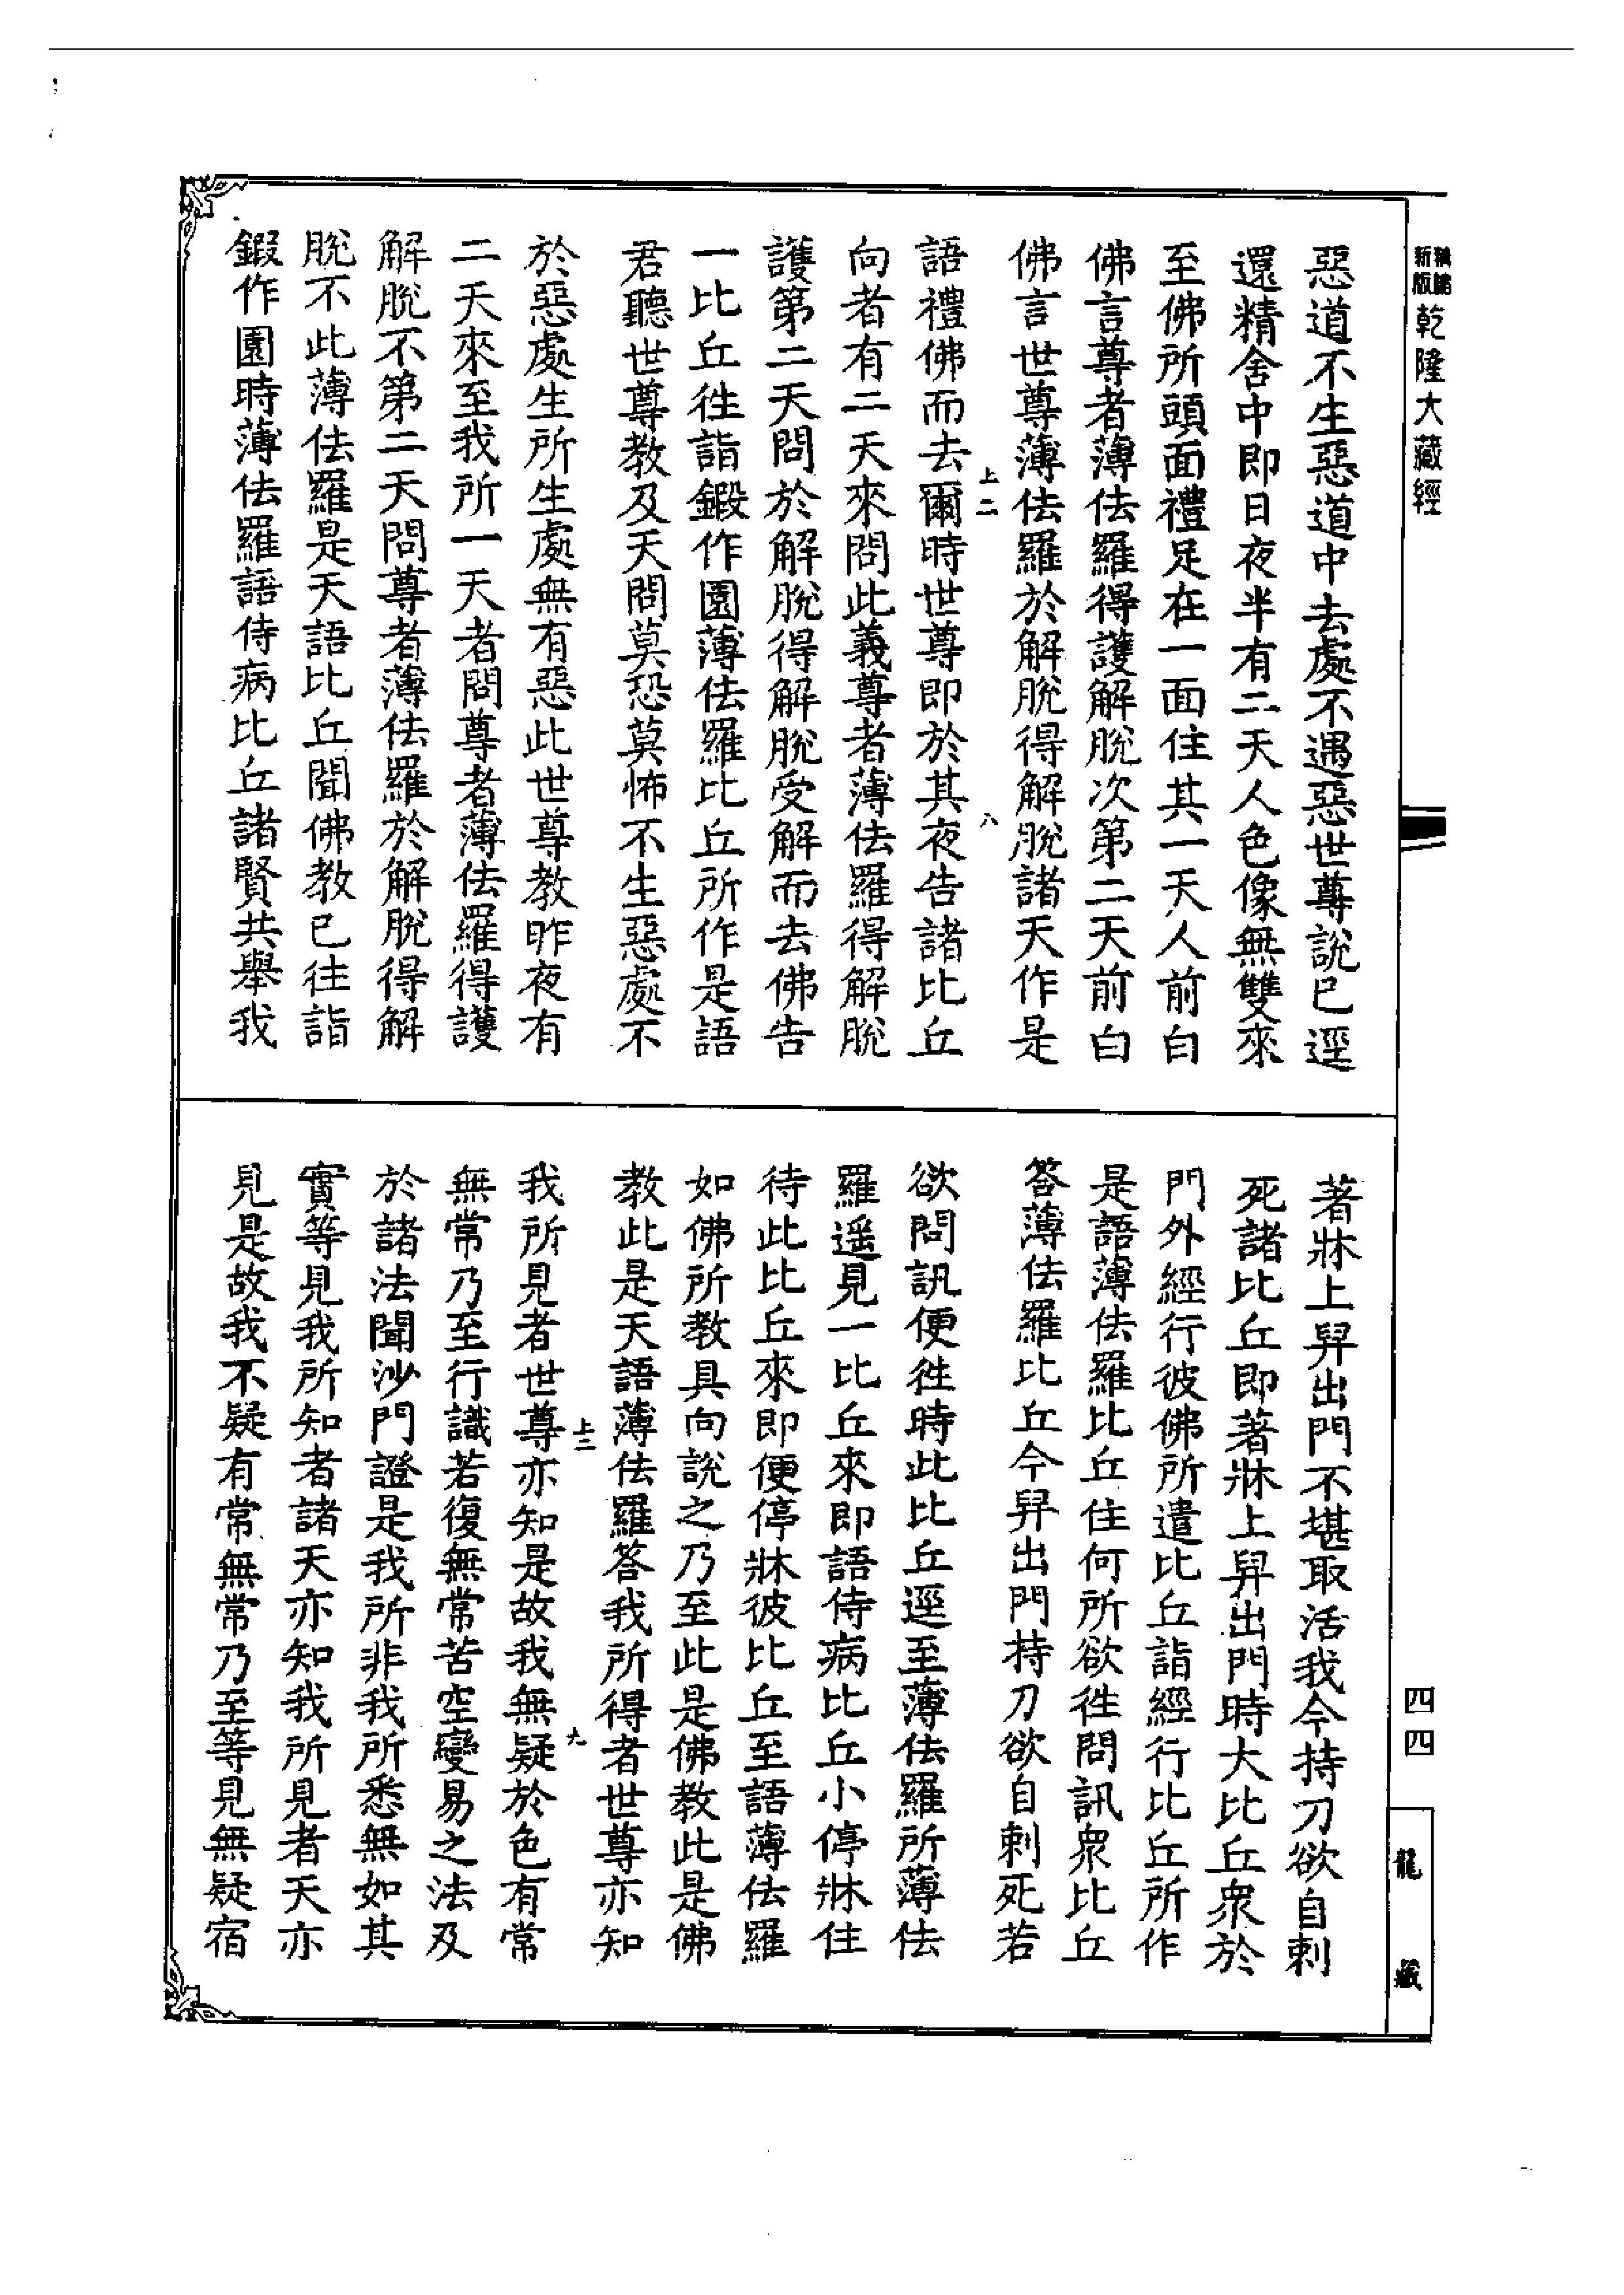 新版
乾隆大藏經
惡道不生惡道中去處不遇惡世尊說已逕
還精舍中即日夜半有二天人色像無雙來
至佛所頭面禮足在一面住其一天人前白
佛言尊者薄佉羅得護解脫次第二天前白
佛言世尊薄佉羅於解脫得解脫諸天作是
上二
八
語禮佛而去爾時世尊即於其夜告諸比丘
向者有二天來問此義尊者薄佉羅得解脫
護第二天問於解脫得解脫受解而去佛告
一比丘徃詣鍛作園薄佉羅比丘所作是語
君聽世尊教及天問莫恐莫怖不生惡處不
於惡處生所生處無有惡此世尊教昨夜有
二天來至我所一天者問尊者薄佉羅得護
解脫不第二天問尊者薄佉羅於解脫得解
脫不此薄佉羅是天語比丘聞佛教已往詣
鍛作園時薄佉羅語侍病比丘諸賢共舉我
著牀上舁出門不堪取活我今持刀欲自刺
死諸比丘即著牀上舁出門時大比丘衆於
門外經行彼佛所遣比丘詣經行比丘所作
是語薄佉羅比丘住何所欲徃問訊衆比丘
答薄佉羅比丘今舁出門持刀欲自刺死若
欲問訊便徃時此比丘逕至薄佉羅所薄佉
羅遥見一比丘來即語侍病比丘小停牀住
待此比丘來即便停牀彼比丘至語薄佉羅
如佛所教具向說之乃至此是佛教此是佛
教此是天語薄佉羅答我所得者世尊亦知
上三
九
我所見者世尊亦知是故我無疑於色有常
無常乃至行識若復無常苦空變易之法及
於諸法聞沙門證是我所非我所悉無如其
實等見我所知者諸天亦知我所見者天亦
見是故我不疑有常無常乃至等見無疑宿
四四
龍藏